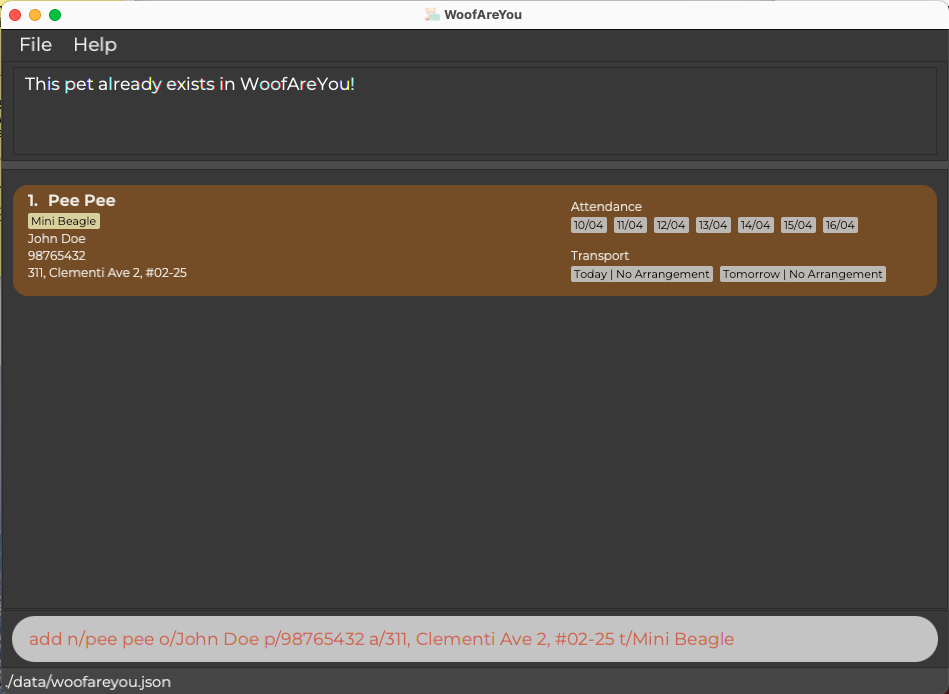 WoofAreYou
File Help
This pet already exists in WoofAreYou!
1. Pee Pee
Mini Beagle
John Doe
98765432
311, Clementi Ave 2, #02-25
Attendance
10/04 11/04 12/04 13/04 14/04 15/04 16/04
Transport
Today | No Arrangement Tomorrow | No Arrangement
add n/pee pee o/John Doe p/98765432 a/311, Clementi Ave 2, #02-25 t/Mini Beagle
./data/woofareyou.json